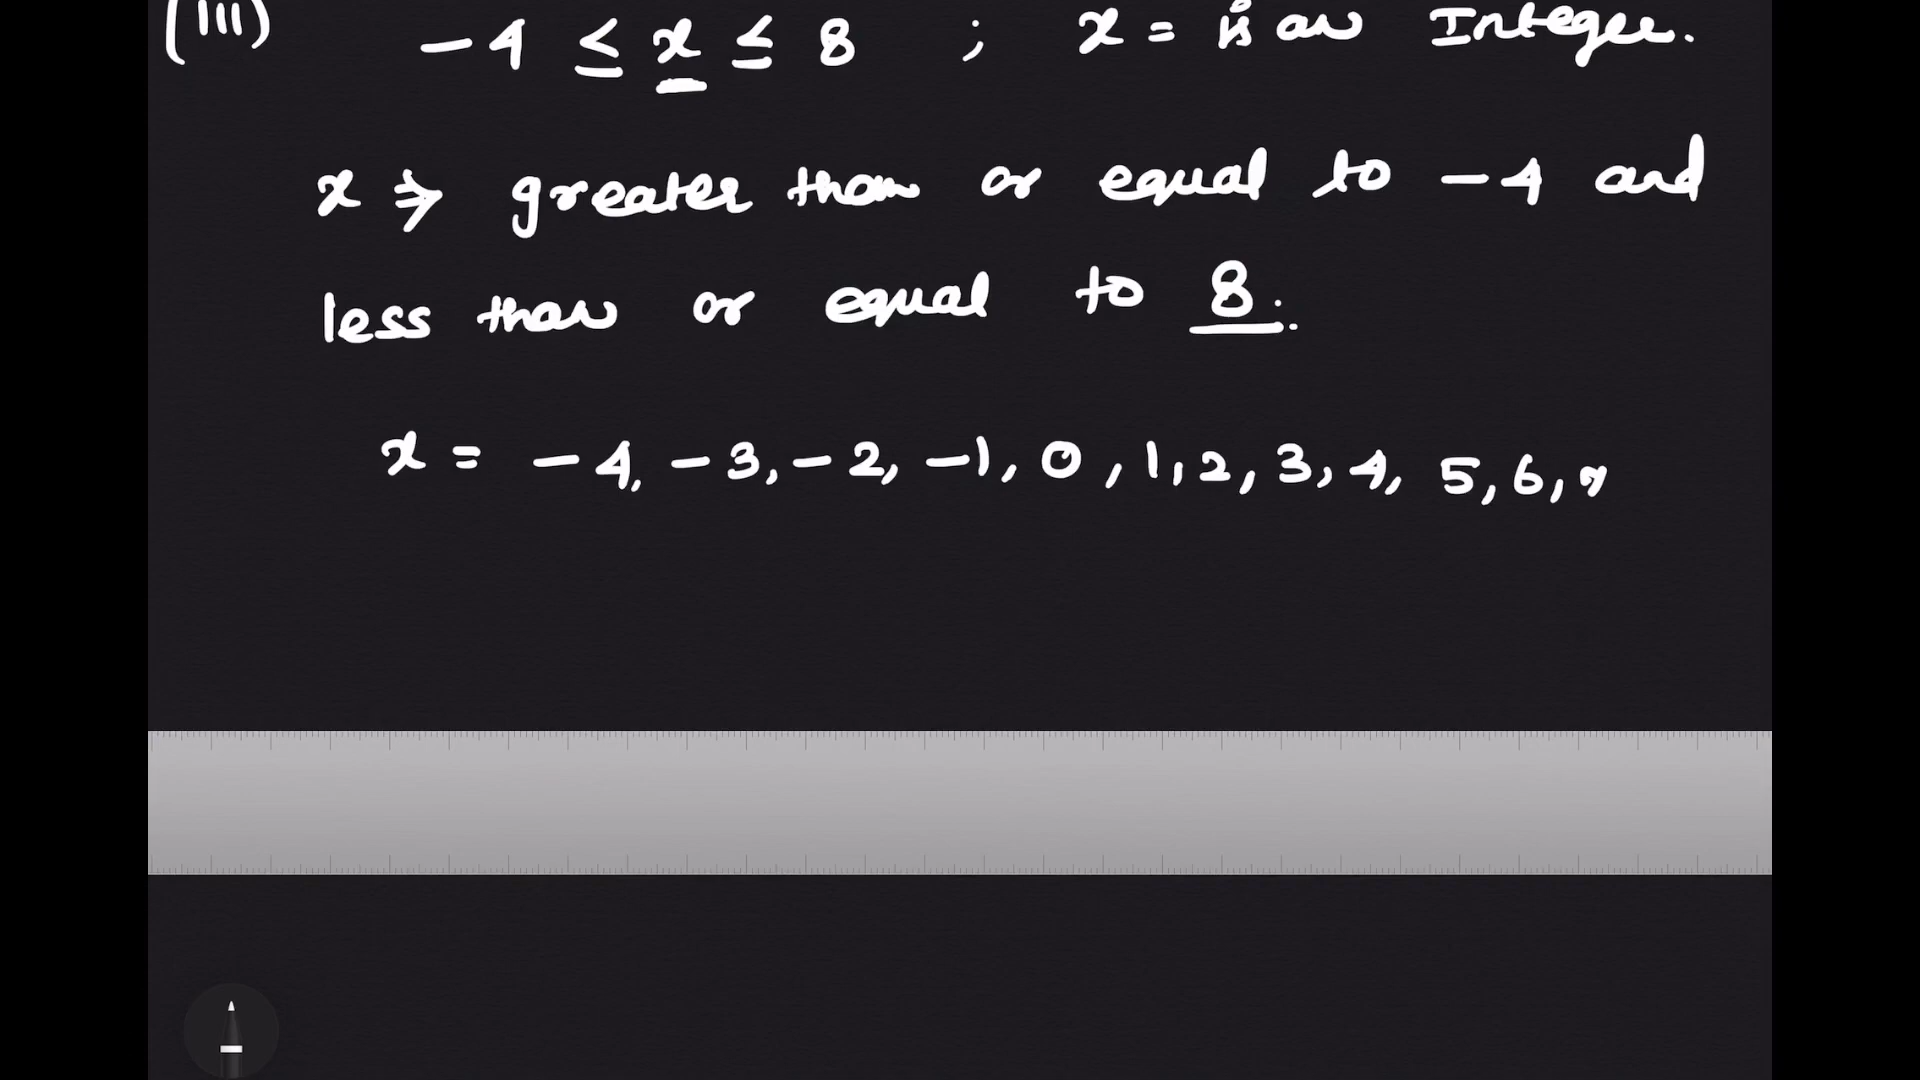 (iii) -4 ≤ x ≤ 8 ; x = is an Integer.
x ⇒ greater than or equal to -4 and
less than or equal to 8.
x = -4, -3, -2, -1, 0, 1, 2, 3, 4, 5, 6,